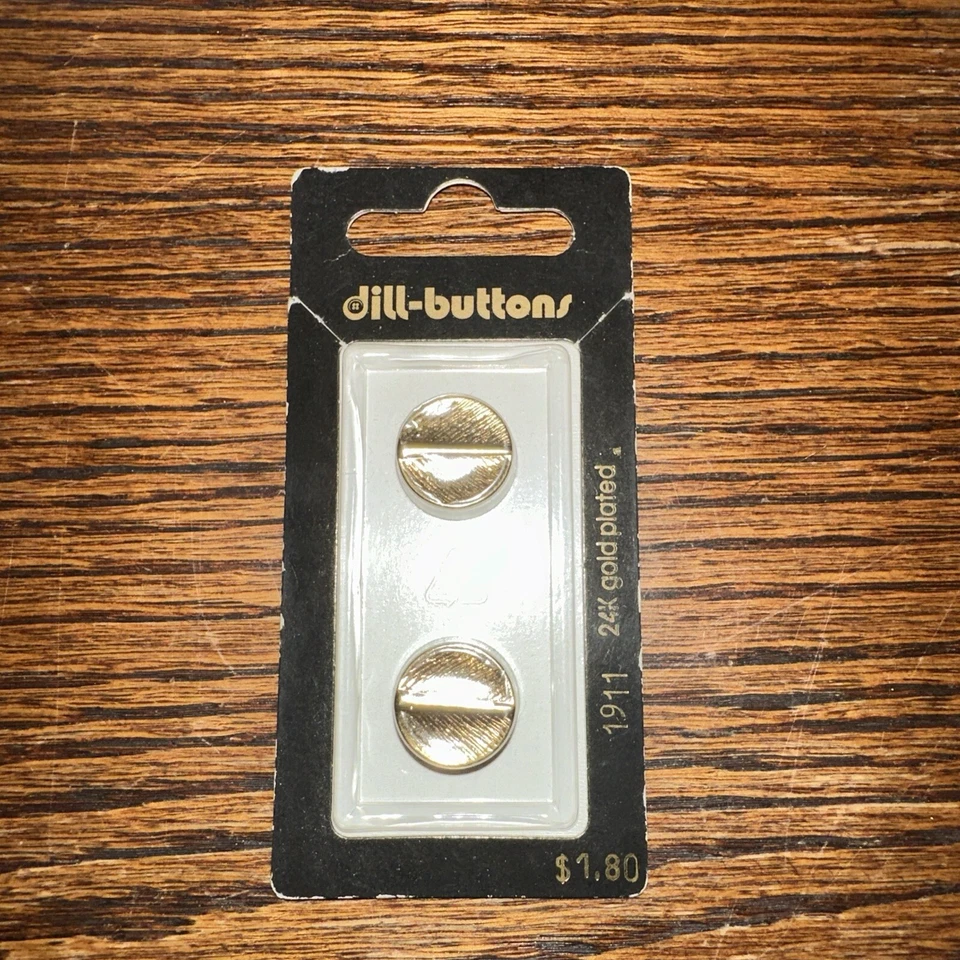 dill-buttons
1911 24K gold plated
$1.80